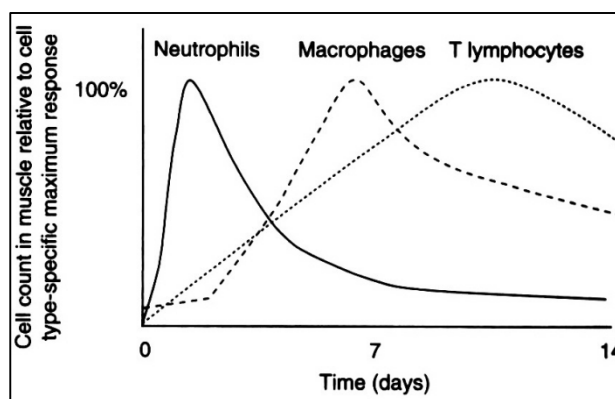 Neutrophils Macrophages T lymphocytes
100%
Cell count in muscle relative to cell
type-specific maximum response
0 7 14
Time (days)